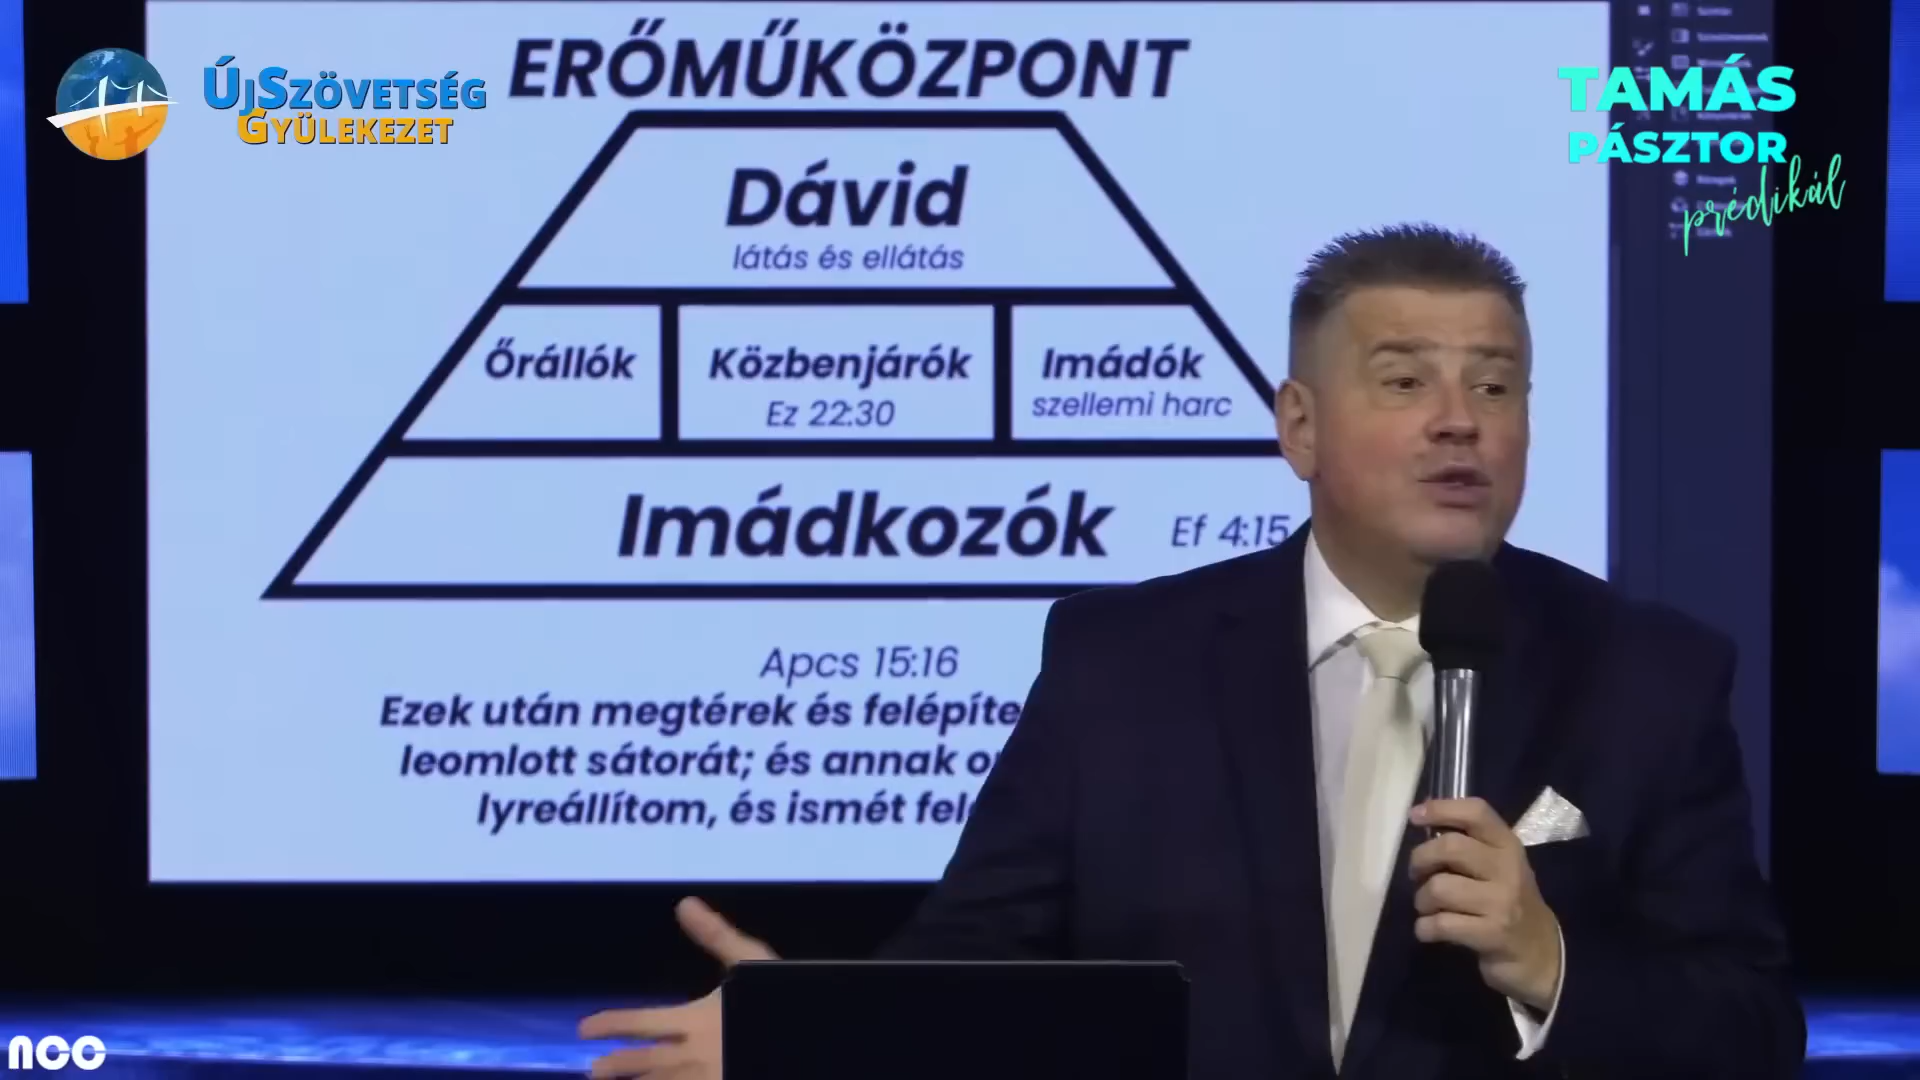 ÚJSZÖVETSÉG
GYÜLEKEZET
ERŐMŰKÖZPONT
TAMÁS
PÁSZTOR
prédikál
Dávid
látás és ellátás
Őrállók
Közbenjárók
Ez 22:30
Imádók
szellemi harc
Imádkozók
Ef 4:15
Apcs 15:16
Ezek után megtérek és felépíte
leomlott sátorát; és annak o
lyreállítom, és ismét fel
ncc